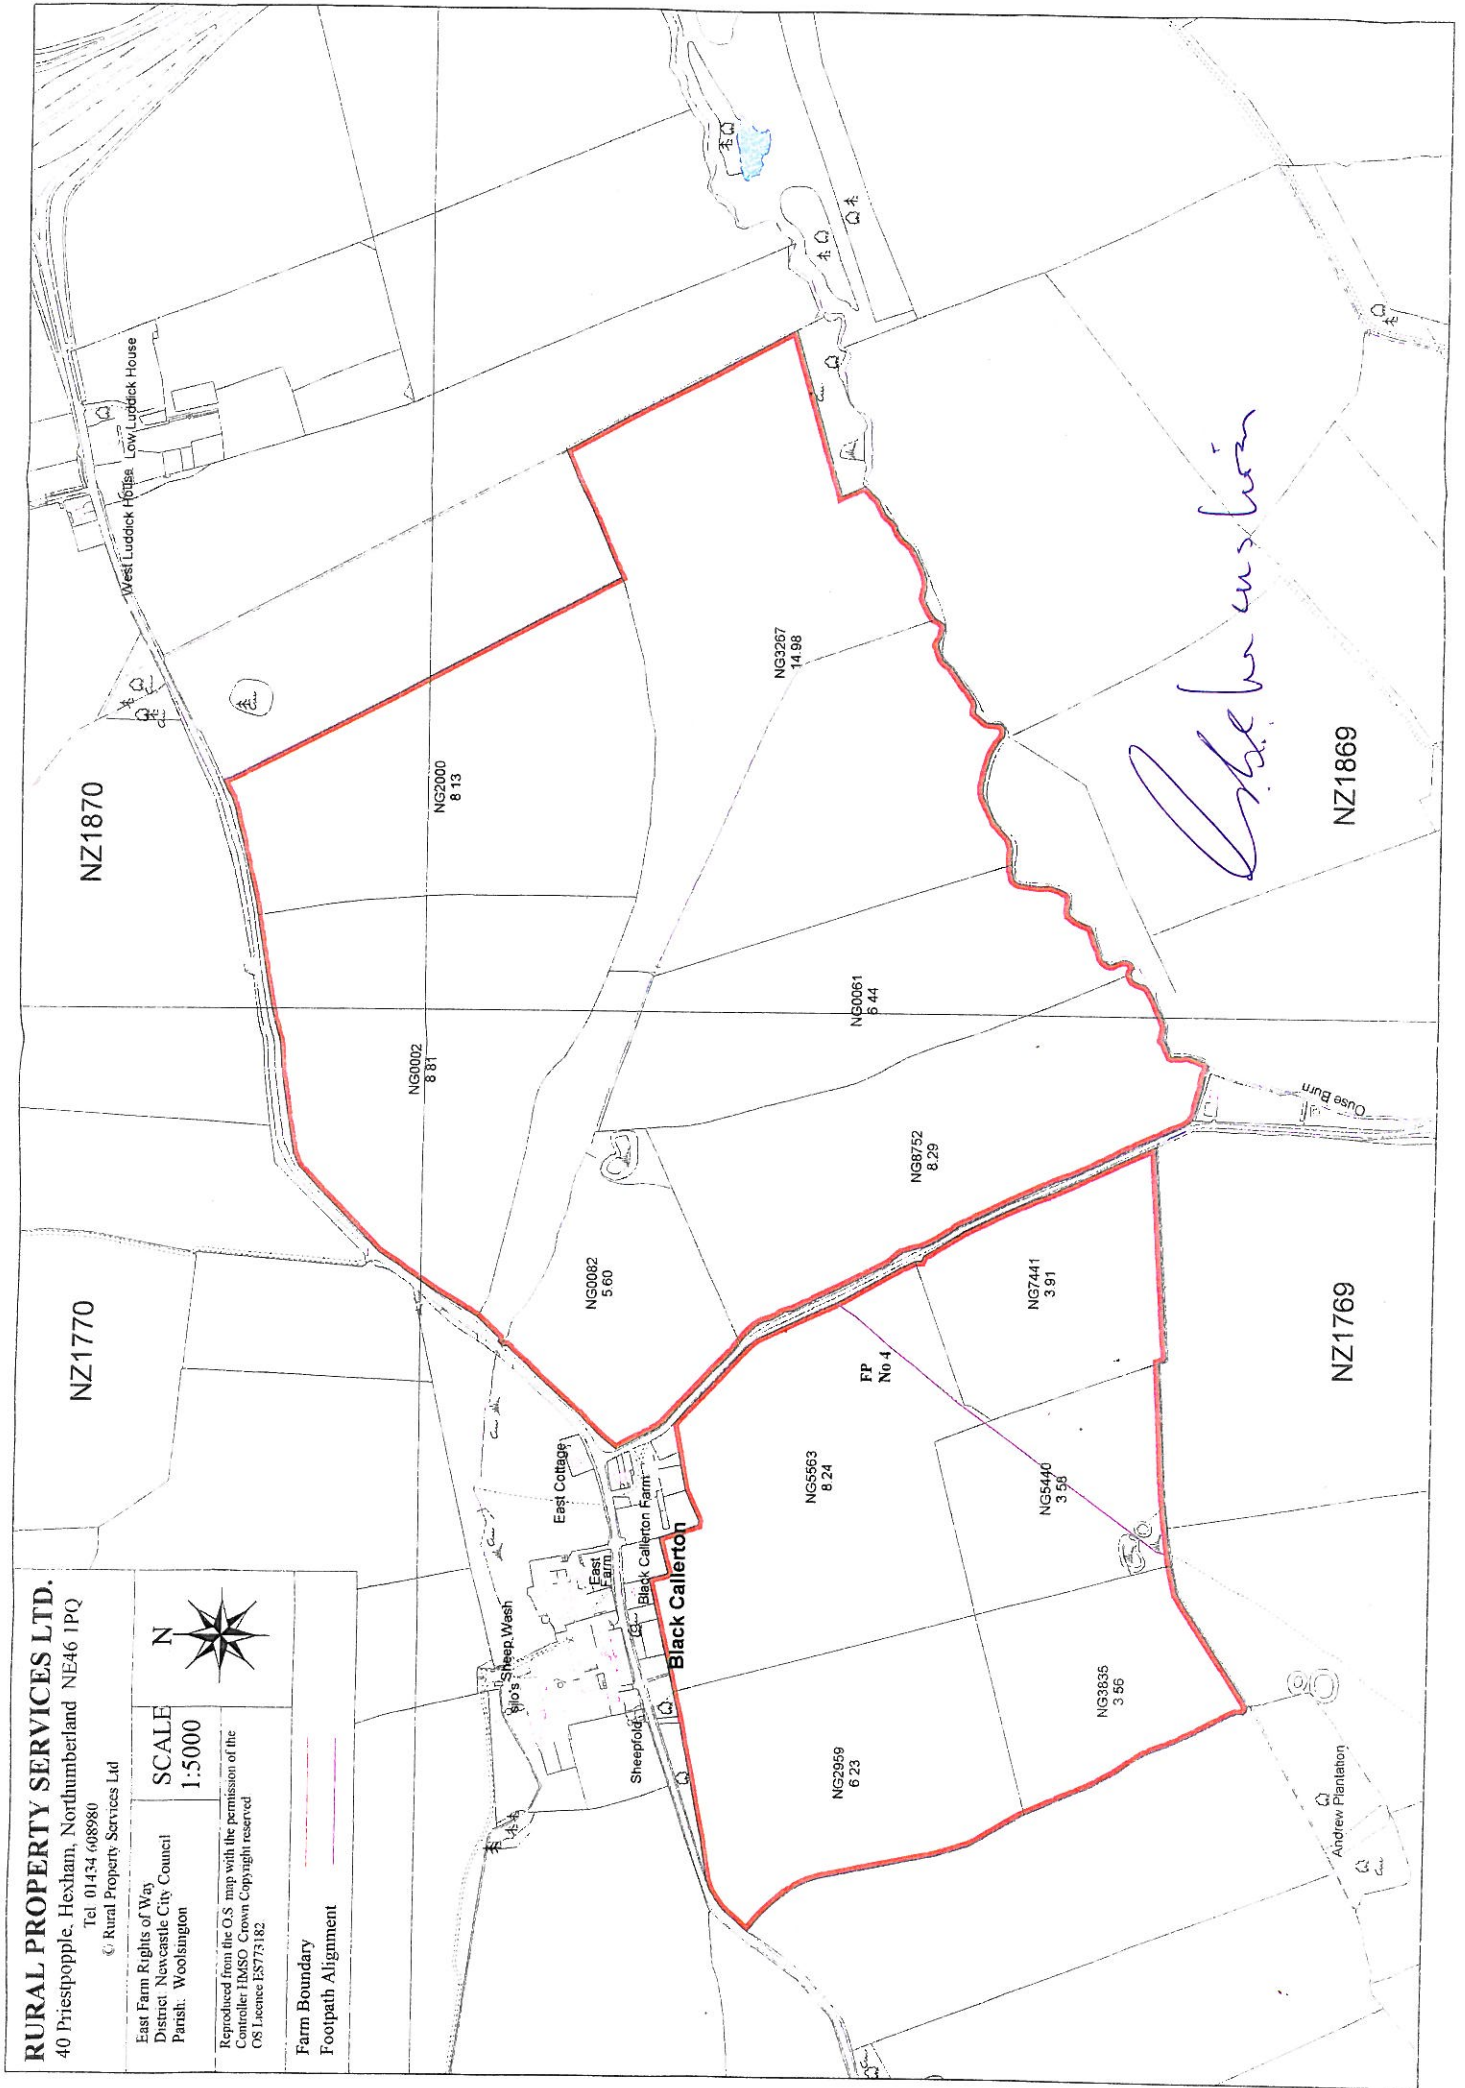 RURAL PROPERTY SERVICES LTD.
40 Priestpopple, Hexham, Northumberland NE46 1PQ
Tel 01434 608980
© Rural Property Services Ltd
East Farm Rights of Way
District Newcastle City Council
Parish: Woolsington
SCALE
1:5000
N
Reproduced from the O.S map with the permission of the
Controller HMSO Crown Copyright reserved
OS Licence ES773182
Farm Boundary
Footpath Alignment
NZ1770
NZ1870
West Luddick House
Low Luddick House
NG2000
8 13
NG0002
8 81
NG3267
14.98
NG0061
6 44
NG8752
8.29
NG0082
5.60
East Cottage
East
Farm
Black Callerton Farm
Black Callerton
Silo's
Sheep Wash
Sheepfold
FP
No 4
NG7441
3.91
NG5563
8.24
NG5440
3 58
NG3835
3 56
NG2959
6 23
Ouse Burn
Andrew Plantation
NZ1769
NZ1869